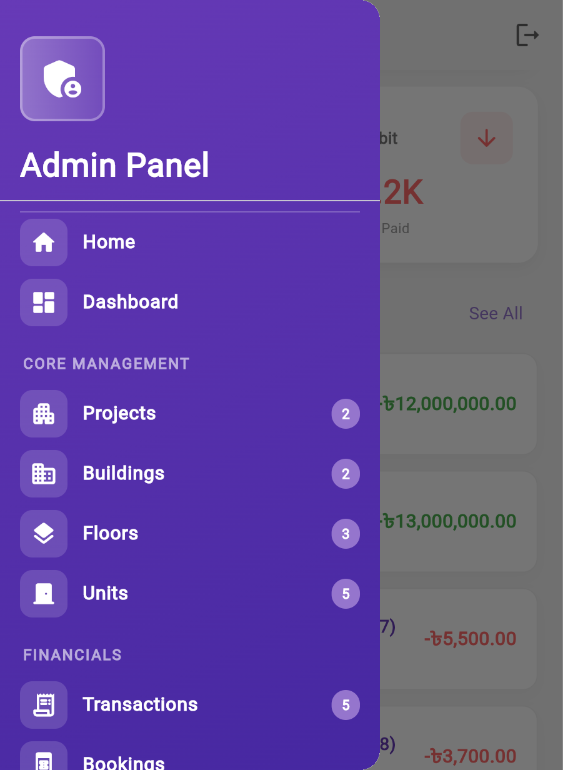 Admin Panel
bit
2K
Paid
Home
Dashboard
See All
CORE MANAGEMENT
Projects 2
৳12,000,000.00
Buildings 2
Floors 3
৳13,000,000.00
Units 5
7)
-৳5,500.00
FINANCIALS
Transactions 5
8)
-৳3,700.00
Bookings